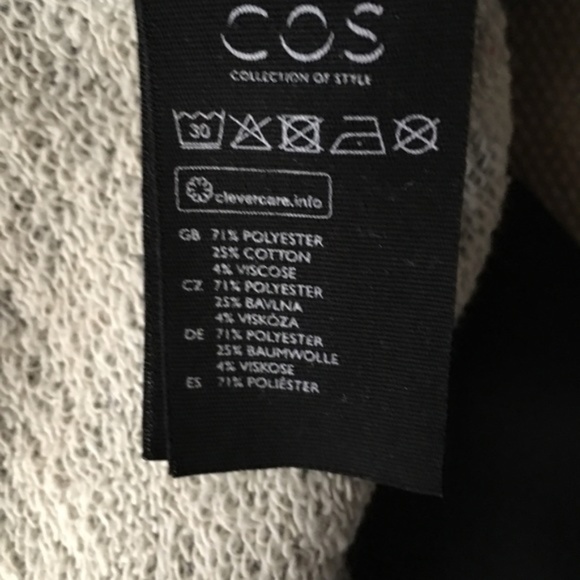 COS
COLLECTION OF STYLE
30
clevercare.info
GB 71% POLYESTER
25% COTTON
4% VISCOSE
CZ 71% POLYESTER
25% BAVLNA
4% VISKÓZA
DE 71% POLYESTER
25% BAUMWOLLE
4% VISKOSE
ES 71% POLIÉSTER